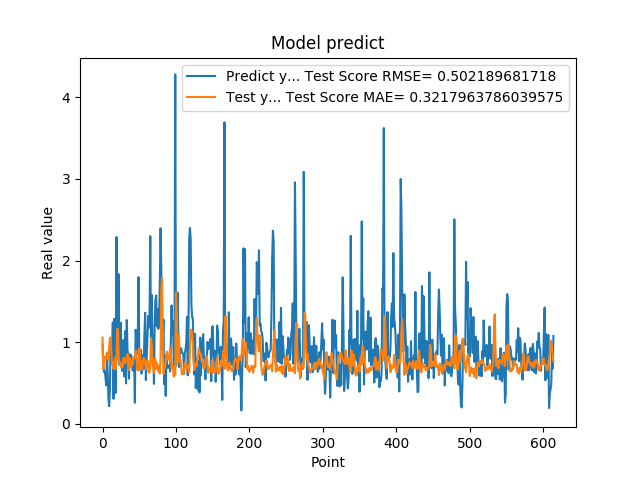 Model predict
Predict y... Test Score RMSE= 0.502189681718
Test y... Test Score MAE= 0.3217963786039575
Real value
4
3
2
1
0
0 100 200 300 400 500 600
Point